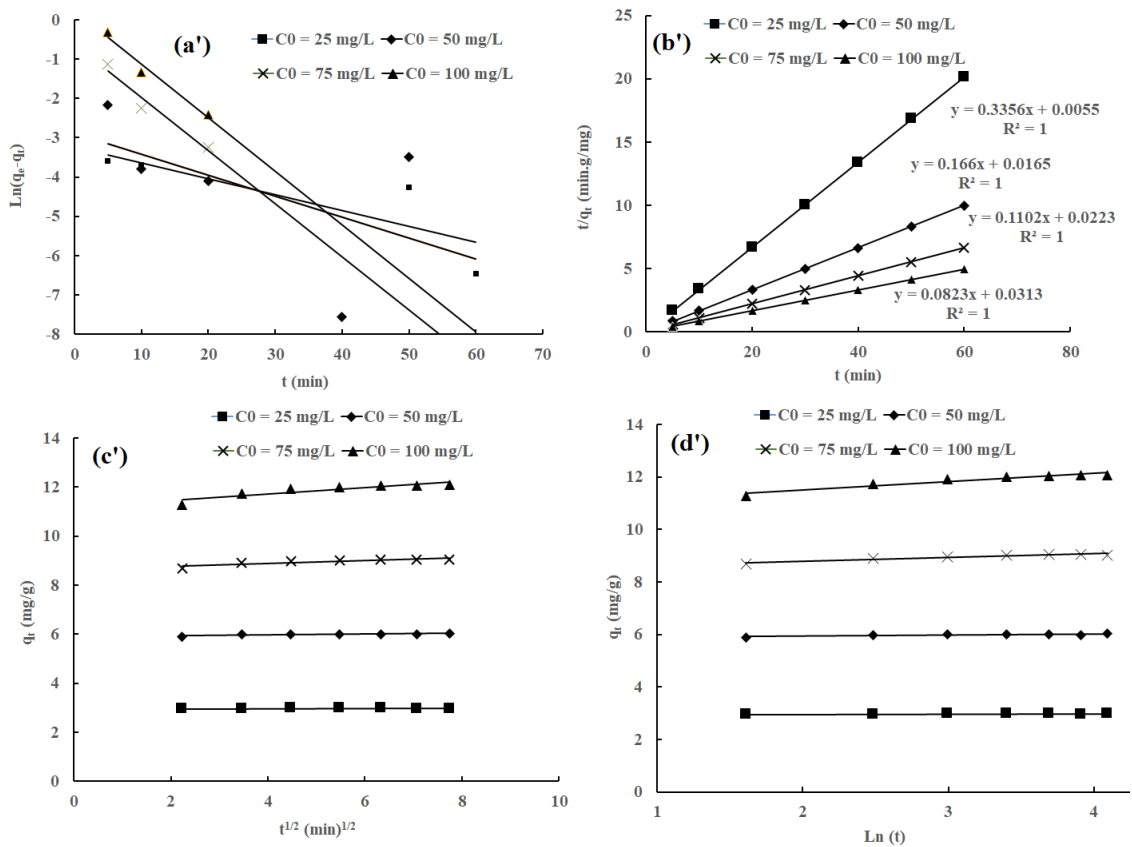 (a')
C0 = 25 mg/L C0 = 50 mg/L
C0 = 75 mg/L C0 = 100 mg/L
0
-1
-2
-3
-4
-5
-6
-7
-8
Ln(qe-qt)
0 10 20 30 40 50 60 70
t (min)
(b')
C0 = 25 mg/L C0 = 50 mg/L
C0 = 75 mg/L C0 = 100 mg/L
25
20
15
10
5
0
t/qt (min.g/mg)
y = 0.3356x + 0.0055
R² = 1
y = 0.166x + 0.0165
R² = 1
y = 0.1102x + 0.0223
R² = 1
y = 0.0823x + 0.0313
R² = 1
0 20 40 60 80
t (min)
C0 = 25 mg/L C0 = 50 mg/L
(c')
C0 = 75 mg/L C0 = 100 mg/L
14
12
10
8
6
4
2
0
qt (mg/g)
0 2 4 6 8 10
t1/2 (min)1/2
C0 = 25 mg/L C0 = 50 mg/L
(d')
C0 = 75 mg/L C0 = 100 mg/L
14
12
10
8
6
4
2
0
qt (mg/g)
1 2 3 4
Ln (t)